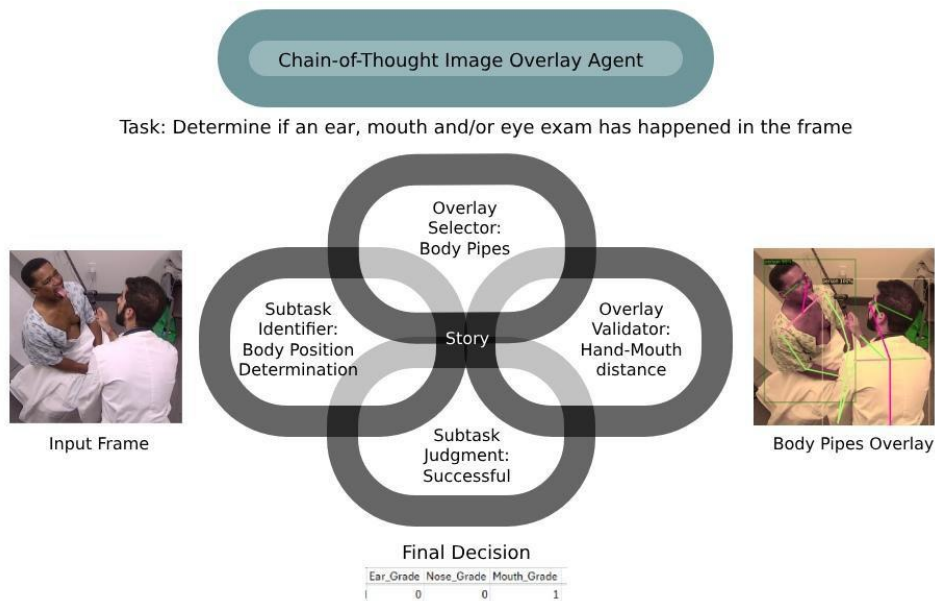 Chain-of-Thought Image Overlay Agent
Task: Determine if an ear, mouth and/or eye exam has happened in the frame
Overlay
Selector:
Body Pipes
Subtask
Identifier:
Body Position
Determination
Story
Overlay
Validator:
Hand-Mouth
distance
Subtask
Judgment:
Successful
Input Frame
Body Pipes Overlay
Final Decision
Ear_Grade Nose_Grade Mouth_Grade
0 0 1